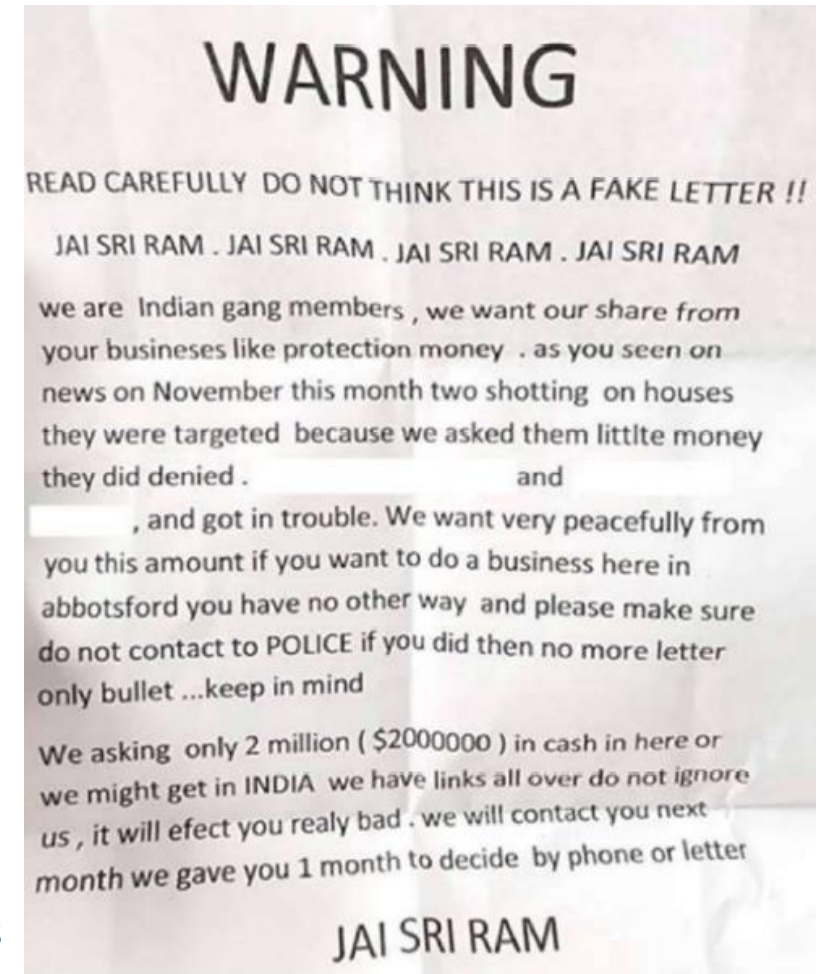 WARNING
READ CAREFULLY DO NOT THINK THIS IS A FAKE LETTER !!
JAI SRI RAM . JAI SRI RAM . JAI SRI RAM . JAI SRI RAM
we are Indian gang members , we want our share from
your busineses like protection money . as you seen on
news on November this month two shotting on houses
they were targeted because we asked them littlte money
they did denied . and
, and got in trouble. We want very peacefully from
you this amount if you want to do a business here in
abbotsford you have no other way and please make sure
do not contact to POLICE if you did then no more letter
only bullet ...keep in mind
We asking only 2 million ( $2000000 ) in cash in here or
we might get in INDIA we have links all over do not ignore
us , it will efect you realy bad . we will contact you next
month we gave you 1 month to decide by phone or letter
JAI SRI RAM